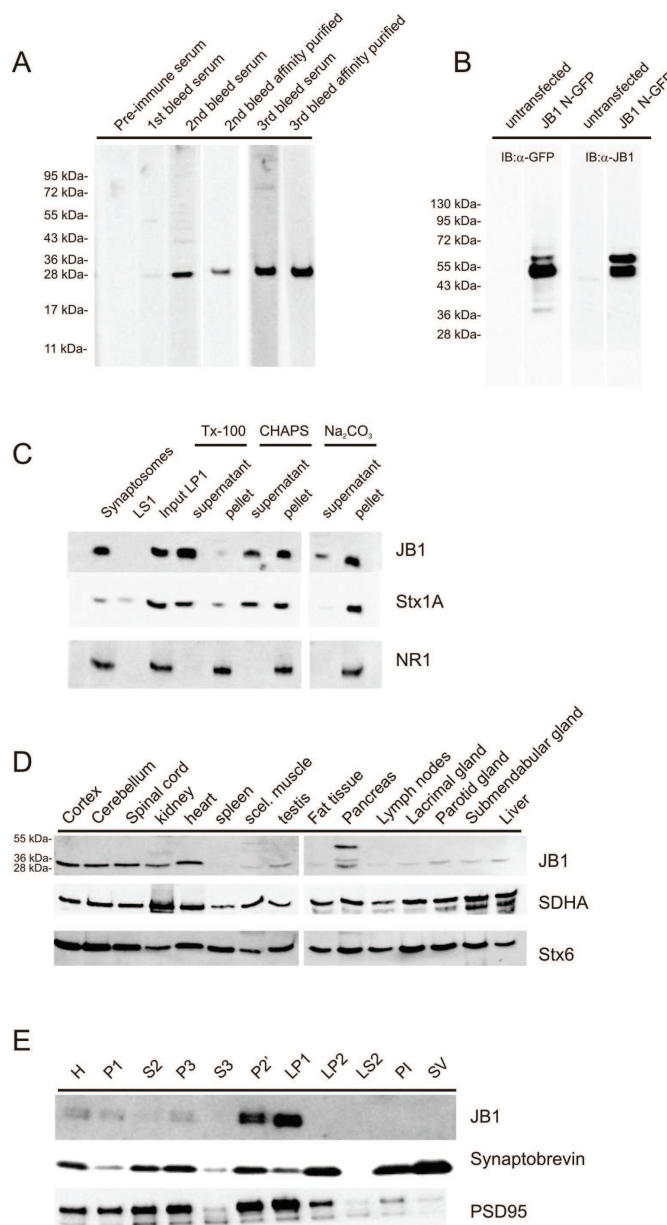 A
Pre-immune serum
1st bleed serum
2nd bleed serum
2nd bleed affinity purified
3rd bleed serum
3rd bleed affinity purified
95 kDa-
72 kDa-
55 kDa-
43 kDa-
36 kDa-
28 kDa-
17 kDa-
11 kDa-
B
untransfected
JB1 N-GFP
untransfected
JB1 N-GFP
IB:α-GFP IB:α-JB1
130 kDa-
95 kDa-
72 kDa-
55 kDa-
43 kDa-
36 kDa-
28 kDa-
C
Tx-100 CHAPS Na₂CO₃
Synaptosomes
LS1
Input LP1
supernatant
pellet
supernatant
pellet
supernatant
pellet
JB1
Stx1A
NR1
D
Cortex
Cerebellum
Spinal cord
kidney
heart
spleen
scel. muscle
testis
Fat tissue
Pancreas
Lymph nodes
Lacrimal gland
Parotid gland
Submendabular gland
Liver
55 kDa-
36 kDa-
28 kDa-
JB1
SDHA
Stx6
E
H P1 S2 P3 S3 P2' LP1 LP2 LS2 PI SV
JB1
Synaptobrevin
PSD95